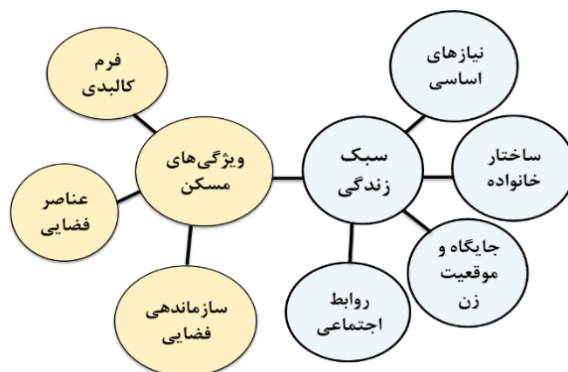 نیازهای
اساسی
ساختار
خانواده
جایگاه و
موقعیت
زن
روابط
اجتماعی
سبک
زندگی
ویژگی‌های
مسکن
فرم
کالبدی
عناصر
فضایی
سازماندهی
فضایی